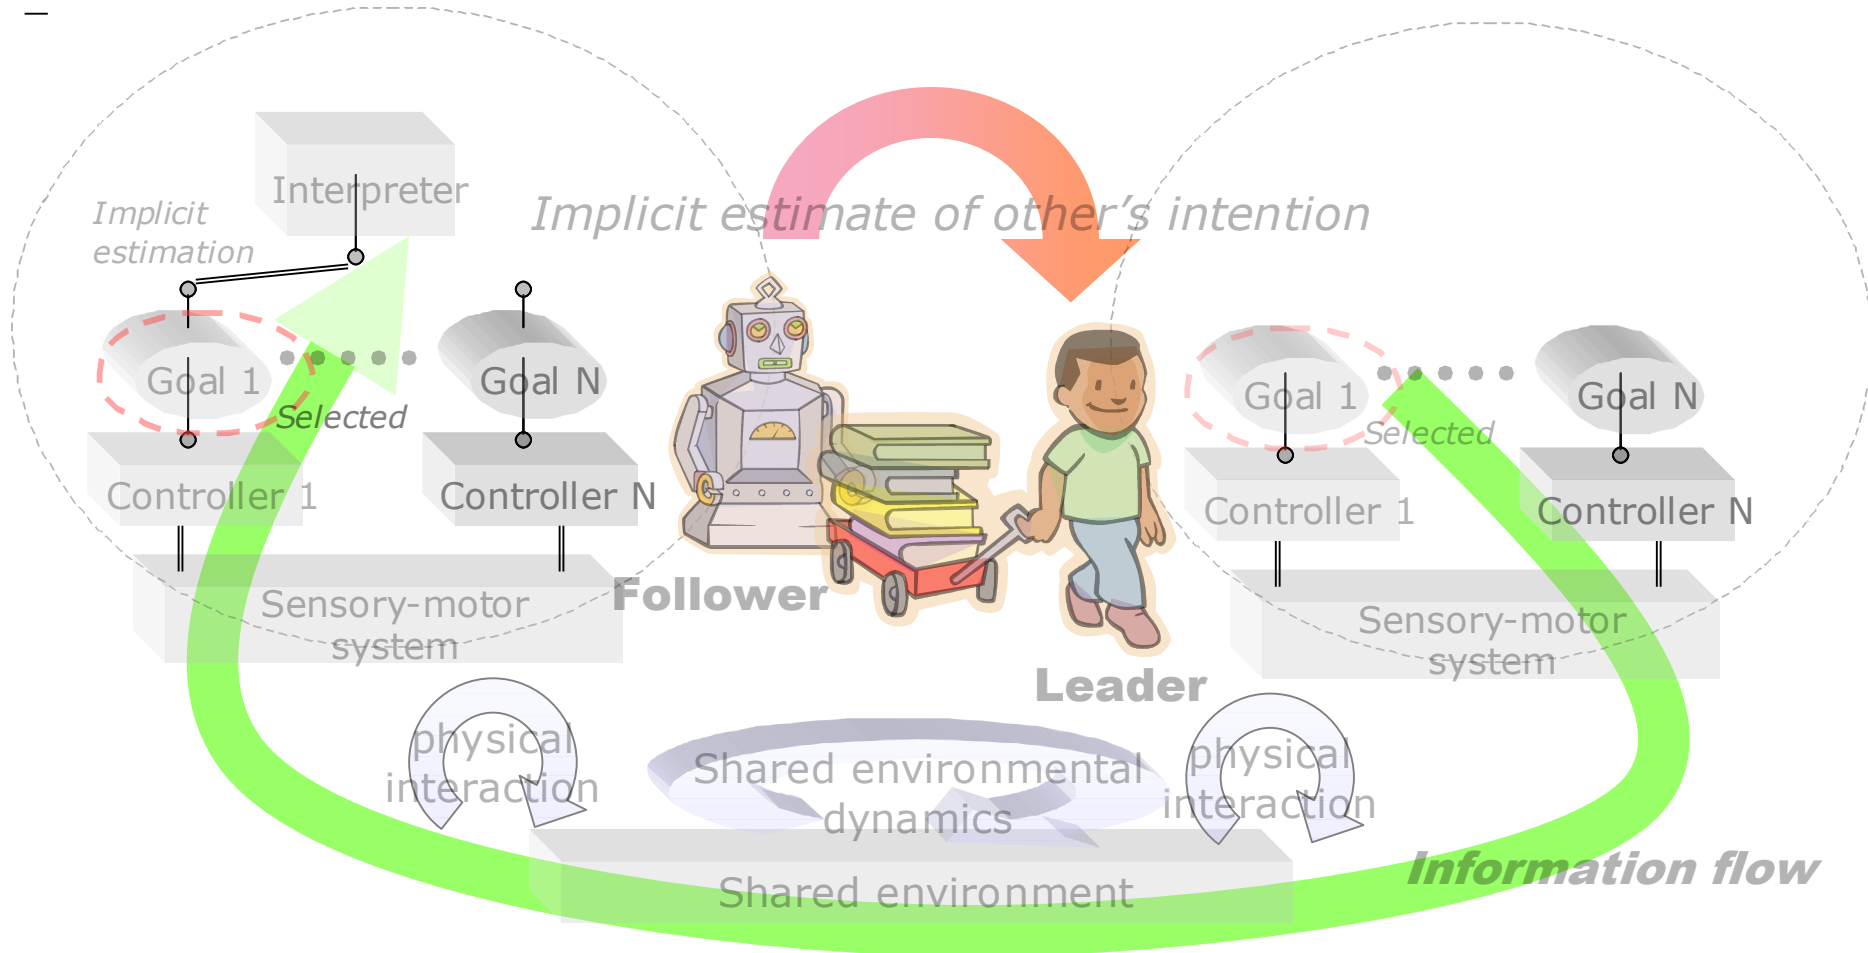 Interpreter
Implicit
estimation
Implicit estimate of other's intention
Goal 1
Goal N
Selected
Controller 1
Controller N
Sensory-motor
system
Follower
Leader
Goal 1
Goal N
Selected
Controller 1
Controller N
Sensory-motor
system
physical
interaction
Shared environmental
dynamics
physical
interaction
Shared environment
Information flow